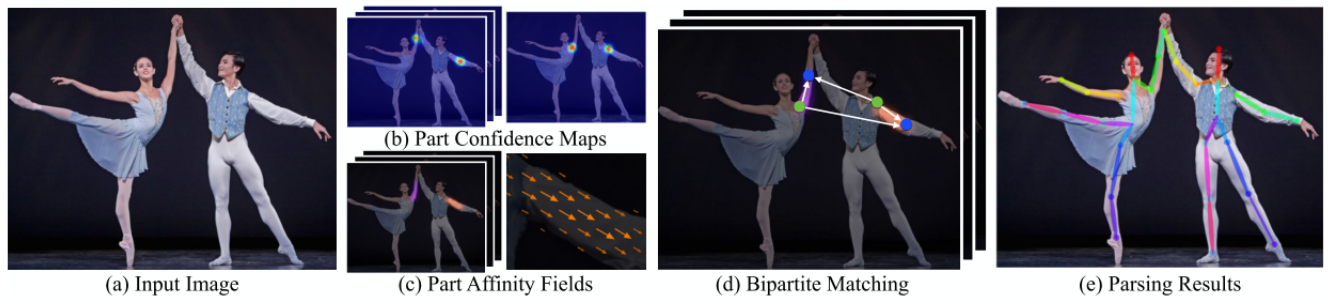 (b) Part Confidence Maps
(a) Input Image
(c) Part Affinity Fields
(d) Bipartite Matching
(e) Parsing Results